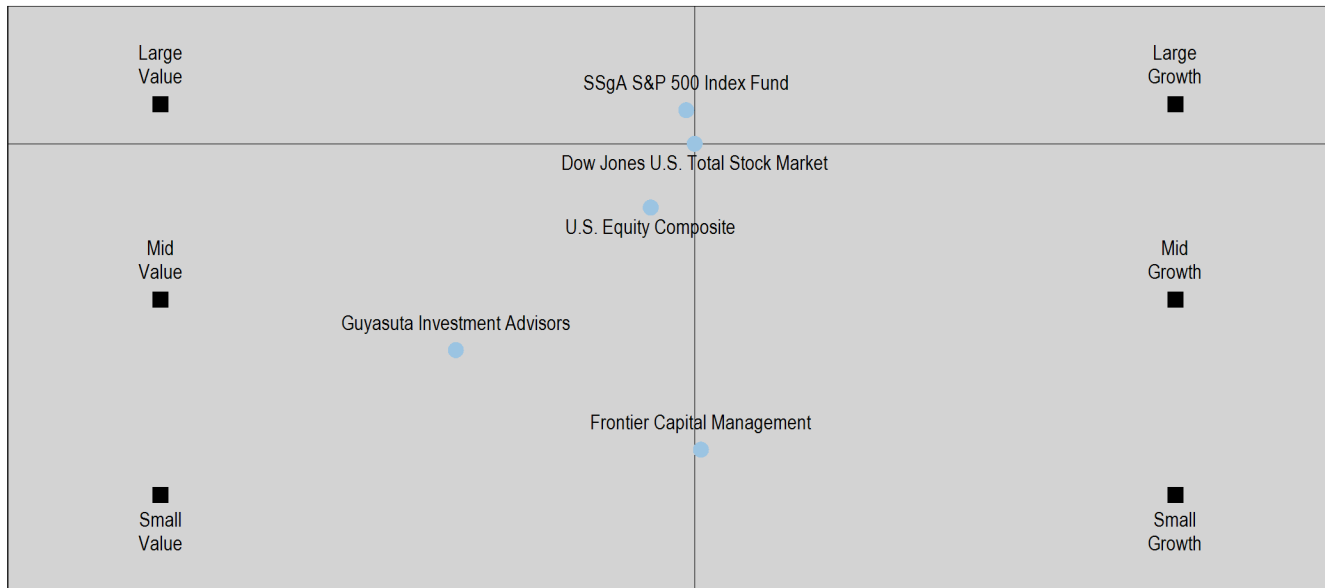 Large
Value
Large
Growth
SSgA S&P 500 Index Fund
Dow Jones U.S. Total Stock Market
U.S. Equity Composite
Mid
Value
Mid
Growth
Guyasuta Investment Advisors
Frontier Capital Management
Small
Value
Small
Growth